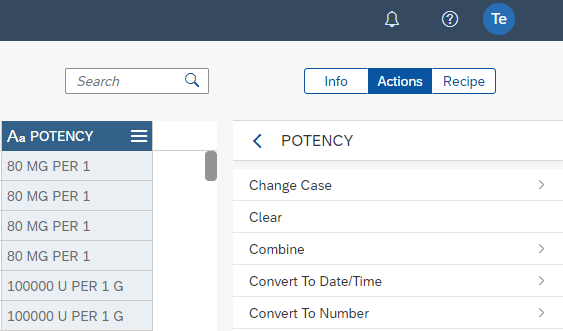 Te
Search
Info Actions Recipe
Aa POTENCY
80 MG PER 1
80 MG PER 1
80 MG PER 1
80 MG PER 1
100000 U PER 1 G
100000 U PER 1 G
POTENCY
Change Case
Clear
Combine
Convert To Date/Time
Convert To Number